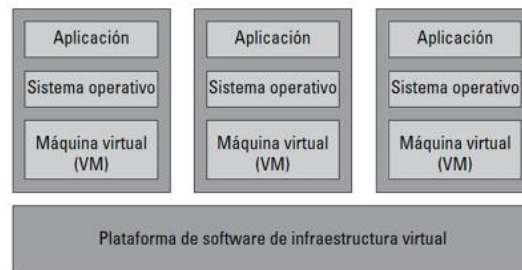 Aplicación
Sistema operativo
Máquina virtual
(VM)
Aplicación
Sistema operativo
Máquina virtual
(VM)
Aplicación
Sistema operativo
Máquina virtual
(VM)
Plataforma de software de infraestructura virtual